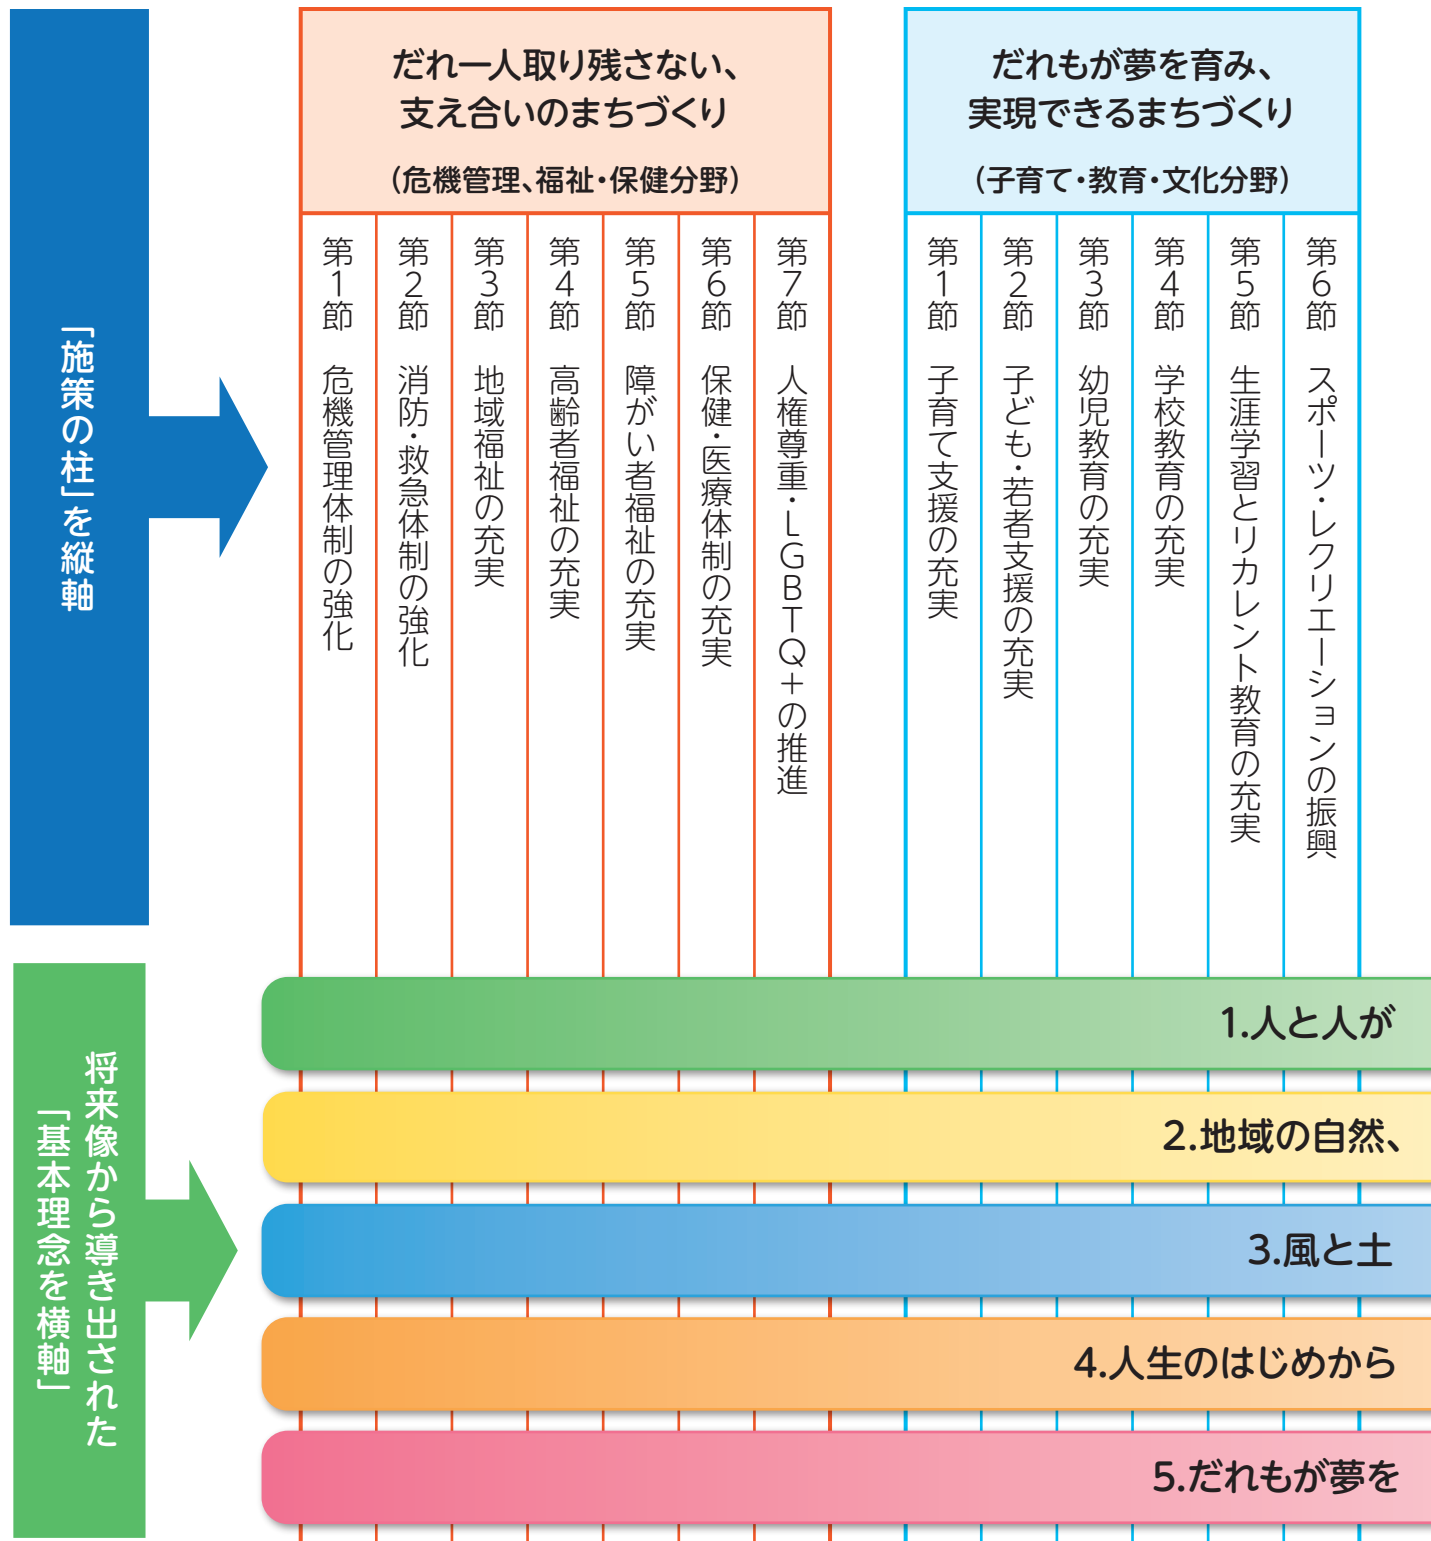 「施策の柱」を縦軸
だれ一人取り残さない、
支え合いのまちづくり
（危機管理、福祉・保健分野）
第1節　危機管理体制の強化
第2節　消防・救急体制の強化
第3節　地域福祉の充実
第4節　高齢者福祉の充実
第5節　障がい者福祉の充実
第6節　保健・医療体制の充実
第7節　人権尊重・LGBTQ+の推進
だれもが夢を育み、
実現できるまちづくり
（子育て・教育・文化分野）
第1節　子育て支援の充実
第2節　子ども・若者支援の充実
第3節　幼児教育の充実
第4節　学校教育の充実
第5節　生涯学習とリカレント教育の充実
第6節　スポーツ・レクリエーションの振興
将来像から導き出された
「基本理念を横軸」
1.人と人が
2.地域の自然、
3.風と土
4.人生のはじめから
5.だれもが夢を